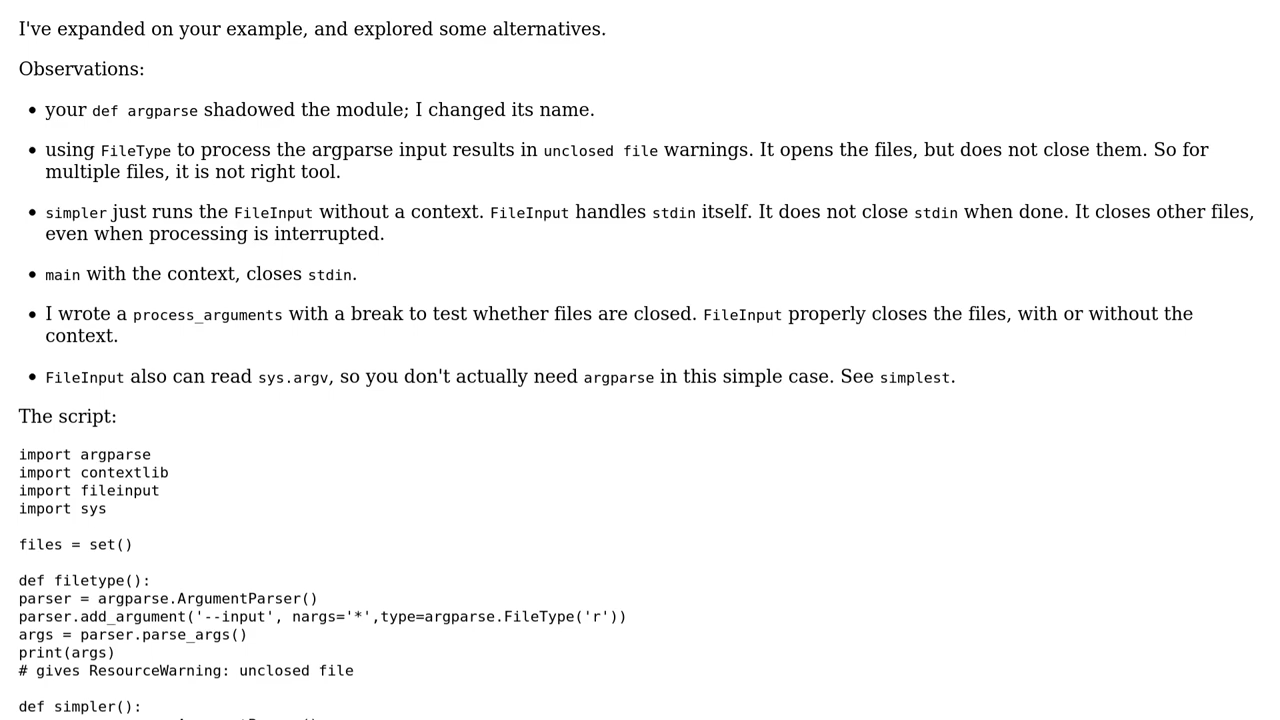 I've expanded on your example, and explored some alternatives.
Observations:
• your def argparse shadowed the module; I changed its name.
• using FileType to process the argparse input results in unclosed file warnings. It opens the files, but does not close them. So for
multiple files, it is not right tool.
• simpler just runs the FileInput without a context. FileInput handles stdin itself. It does not close stdin when done. It closes other files,
even when processing is interrupted.
• main with the context, closes stdin.
• I wrote a process_arguments with a break to test whether files are closed. FileInput properly closes the files, with or without the
context.
• FileInput also can read sys.argv, so you don't actually need argparse in this simple case. See simplest.
The script:
import argparse
import contextlib
import fileinput
import sys
files = set()
def filetype():
parser = argparse.ArgumentParser()
parser.add_argument('--input', nargs='*',type=argparse.FileType('r'))
args = parser.parse_args()
print(args)
# gives ResourceWarning: unclosed file
def simpler():